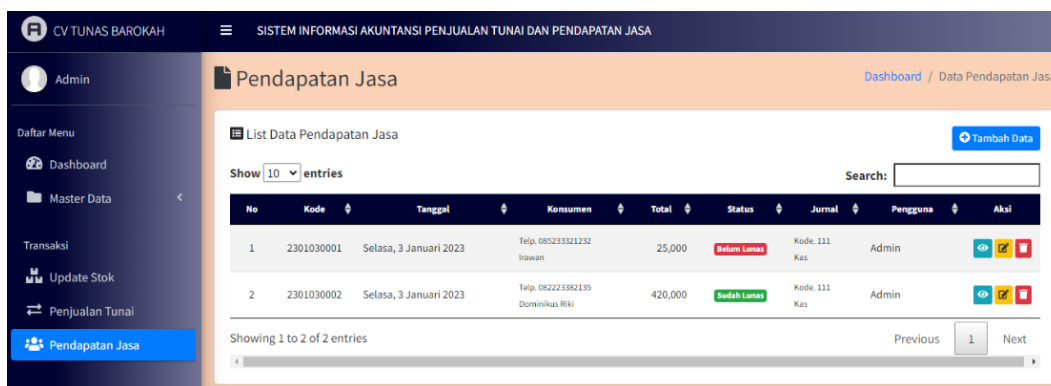 CV TUNAS BAROKAH
SISTEM INFORMASI AKUNTANSI PENJUALAN TUNAI DAN PENDAPATAN JASA
Admin
Pendapatan Jasa
Dashboard / Data Pendapatan Jasa
Daftar Menu
Dashboard
Master Data
Transaksi
Update Stok
Penjualan Tunai
Pendapatan Jasa
List Data Pendapatan Jasa
Tambah Data
Show 10 entries
Search:
No Kode Tanggal Konsumen Total Status Jurnal Pengguna Aksi
1 2301030001 Selasa, 3 Januari 2023 Telp. 085233321232 25,000 Belum Lunas Kode. 111 Admin
Irawan Kas
2 2301030002 Selasa, 3 Januari 2023 Telp. 082223382135 420,000 Sudah Lunas Kode. 111 Admin
Dominikus Riki Kas
Showing 1 to 2 of 2 entries
Previous 1 Next